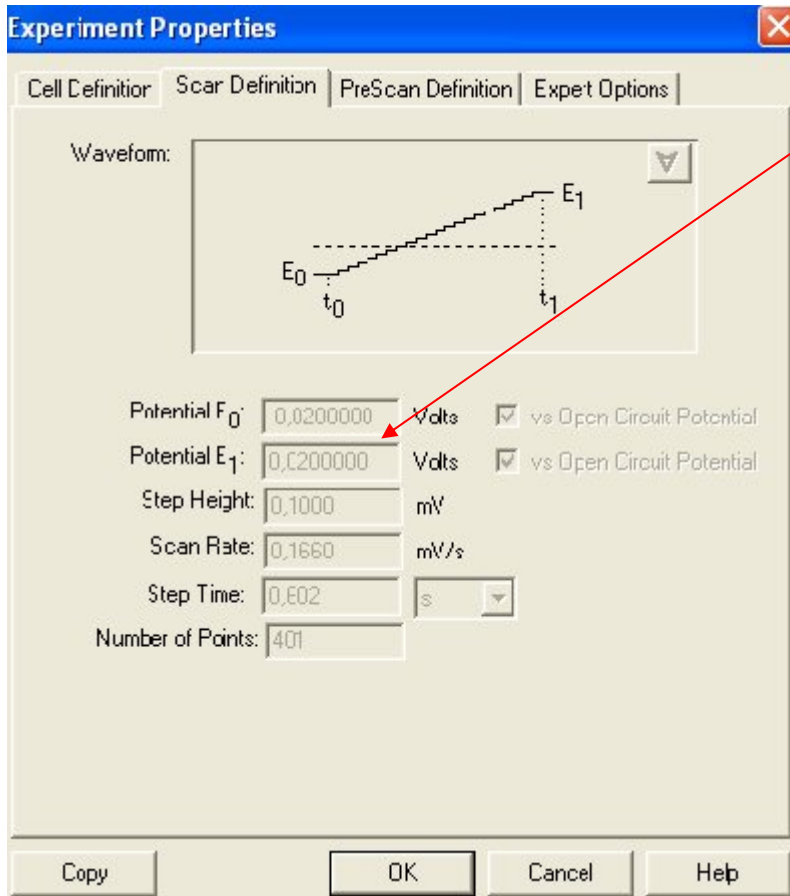 Experiment Properties
Cell Definition Scan Definition PreScan Definition Expert Options
Waveform:
E1
E0
t0 t1
Potential E0: 0,0200000 Volts vs Open Circuit Potential
Potential E1: 0,0200000 Volts vs Open Circuit Potential
Step Height: 0,1000 mV
Scan Rate: 0,1660 mV/s
Step Time: 0,602 s
Number of Points: 401
Copy OK Cancel Help